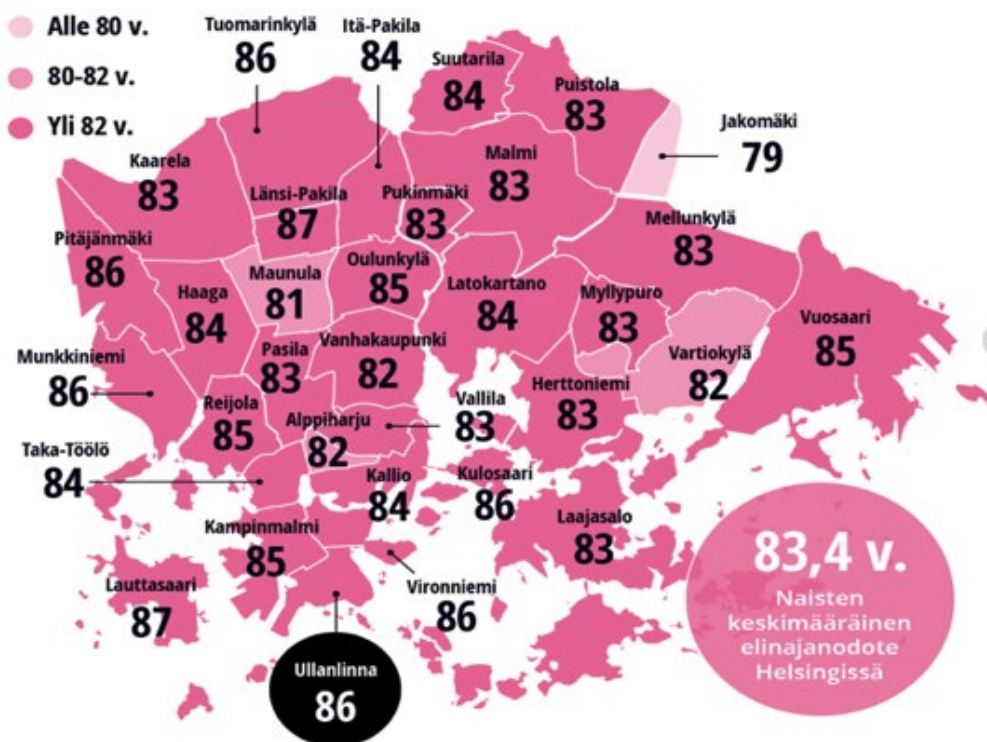 Alle 80 v.
80-82 v.
Yli 82 v.
Tuomarinkylä
86
Itä-Pakila
84
Suutarila
84
Puistola
83
Jakomäki
79
Kaarela
83
Länsi-Pakila
87
Pukinmäki
83
Malmi
83
Mellunkylä
83
Pitäjänmäki
86
Haaga
84
Maunula
81
Oulunkylä
85
Latokartano
84
Myllypuro
83
Vuosaari
85
Munkkiniemi
86
Pasila
83
Vanhakaupunki
82
Vartiokylä
82
Reijola
85
Alppiharju
82
Vallila
83
Herttoniemi
83
Taka-Töölö
84
Kallio
84
Kulosaari
86
Laajasalo
83
Kampinmalmi
85
Lauttasaari
87
Vironniemi
86
Ullanlinna
86
83,4 v.
Naisten
keskimääräinen
elinajanodote
Helsingissä